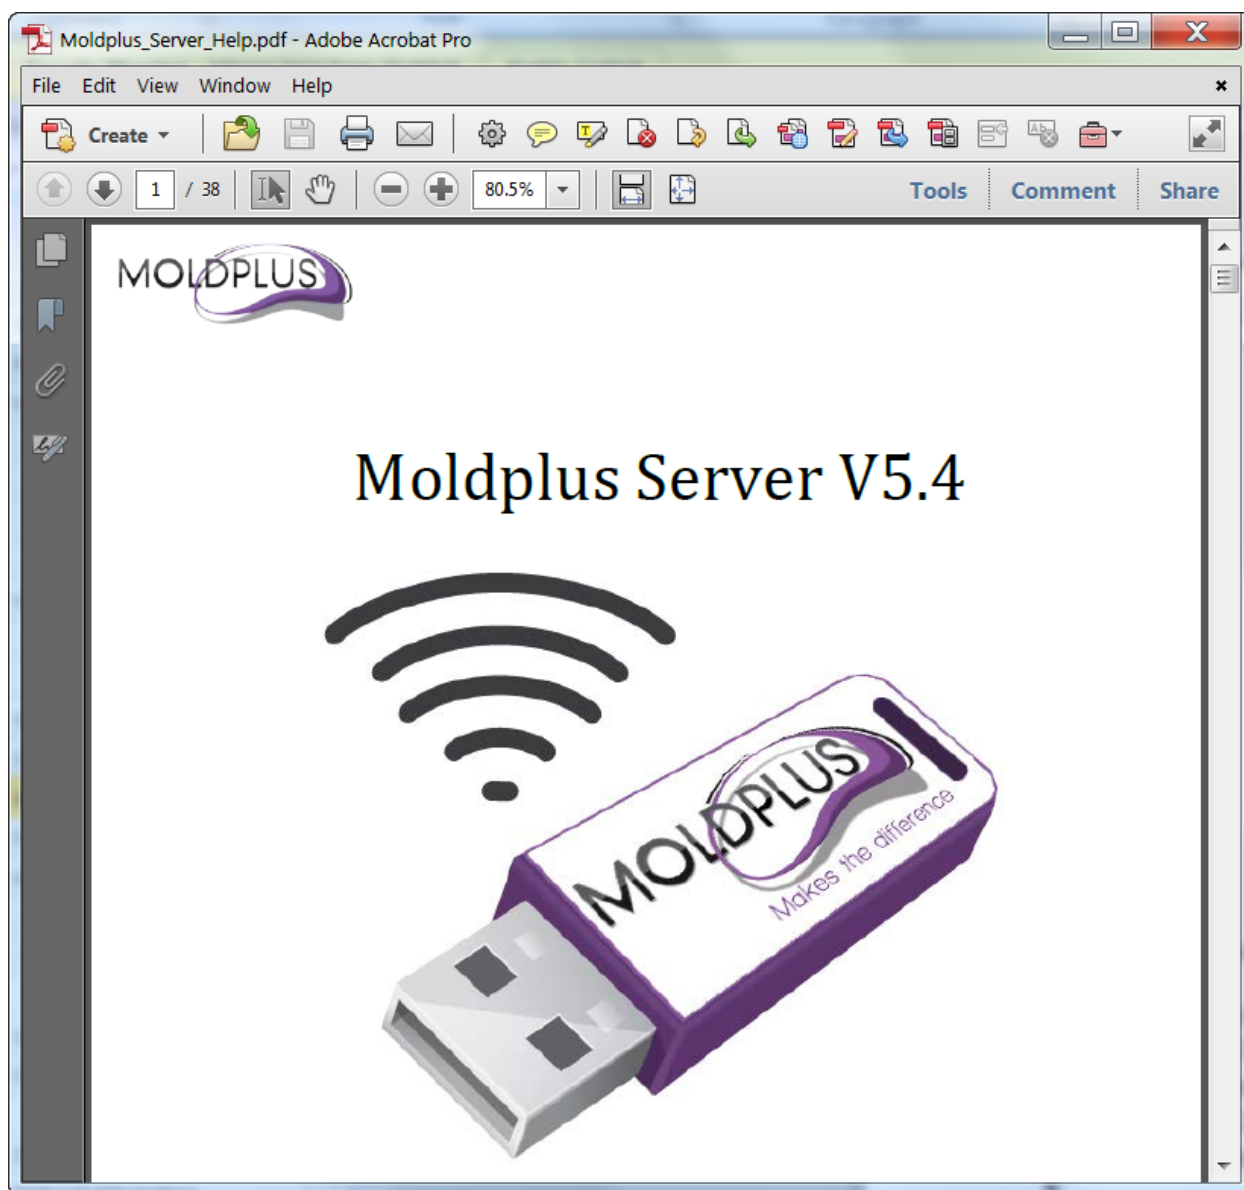 Moldplus_Server_Help.pdf - Adobe Acrobat Pro
File Edit View Window Help
Create
1 / 38 80.5% Tools Comment Share
MOLDPLUS
Moldplus Server V5.4
MOLDPLUS
Makes the difference